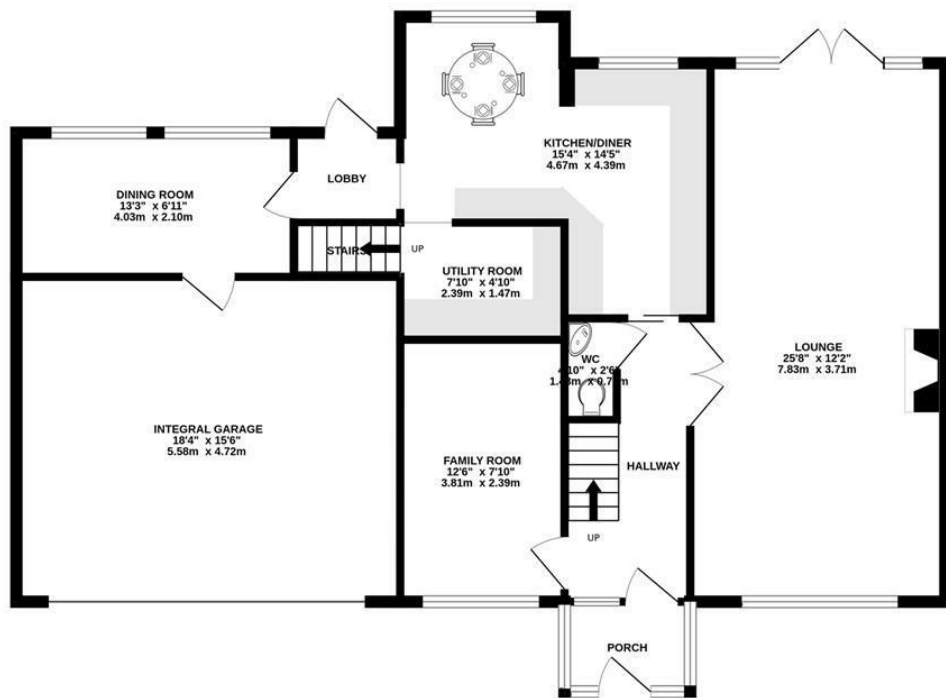 KITCHEN/DINER
15'4" x 14'5"
4.67m x 4.39m
DINING ROOM
13'3" x 6'11"
4.03m x 2.10m
LOBBY
STAIRS
UP
UTILITY ROOM
7'10" x 4'10"
2.39m x 1.47m
LOUNGE
25'8" x 12'2"
7.83m x 3.71m
WC
x 2'6"
INTEGRAL GARAGE
18'4" x 15'6"
5.58m x 4.72m
FAMILY ROOM
12'6" x 7'10"
3.81m x 2.39m
HALLWAY
UP
PORCH